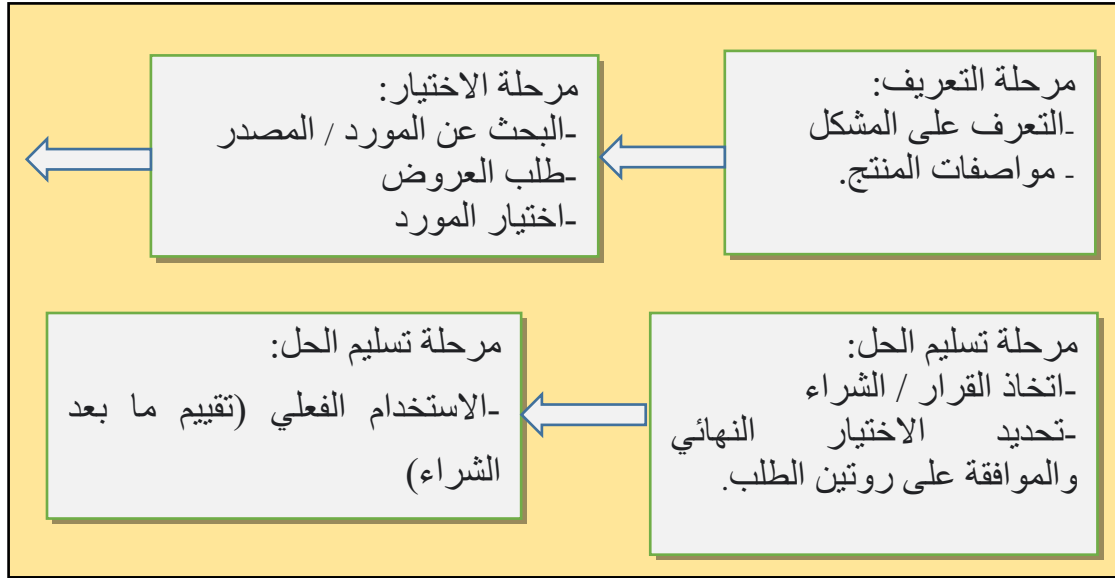 مرحلة التعريف:
-التعرف على المشكل
- مواصفات المنتج.
مرحلة الاختيار:
-البحث عن المورد / المصدر
-طلب العروض
-اختيار المورد
مرحلة تسليم الحل:
-اتخاذ القرار / الشراء
-تحديد الاختيار النهائي
والموافقة على روتين الطلب.
مرحلة تسليم الحل:
-الاستخدام الفعلي (تقييم ما بعد
الشراء)